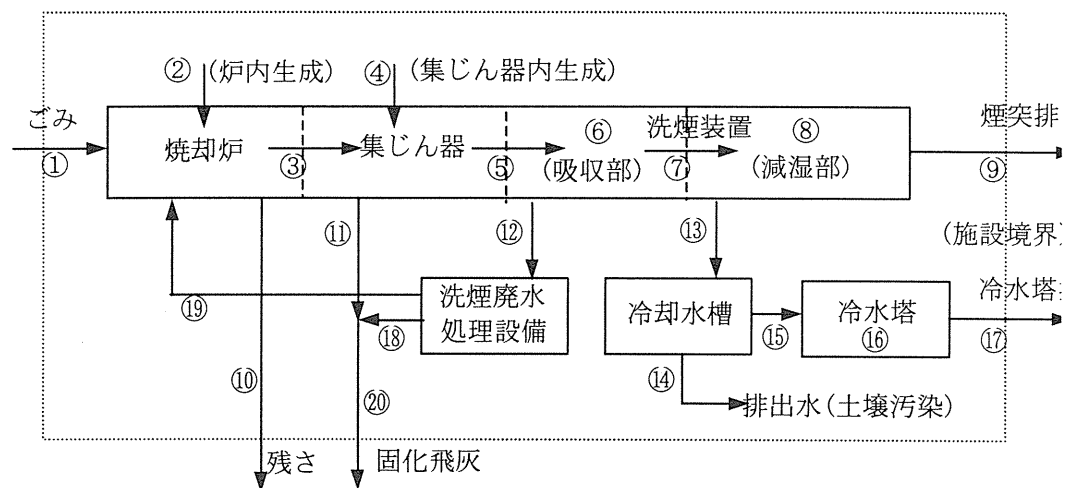 ② (炉内生成)
④ (集じん器内生成)
ごみ
①
焼却炉
③
集じん器
⑤
⑥
(吸収部)
洗煙装置
⑦
⑧
(減湿部)
煙突排
⑨
(施設境界)
⑪
⑫
⑬
⑲
洗煙廃水
処理設備
⑱
冷却水槽
⑮
冷水塔
⑯
冷水塔
⑰
⑩
⑳
⑭
排出水(土壌汚染)
残さ
固化飛灰